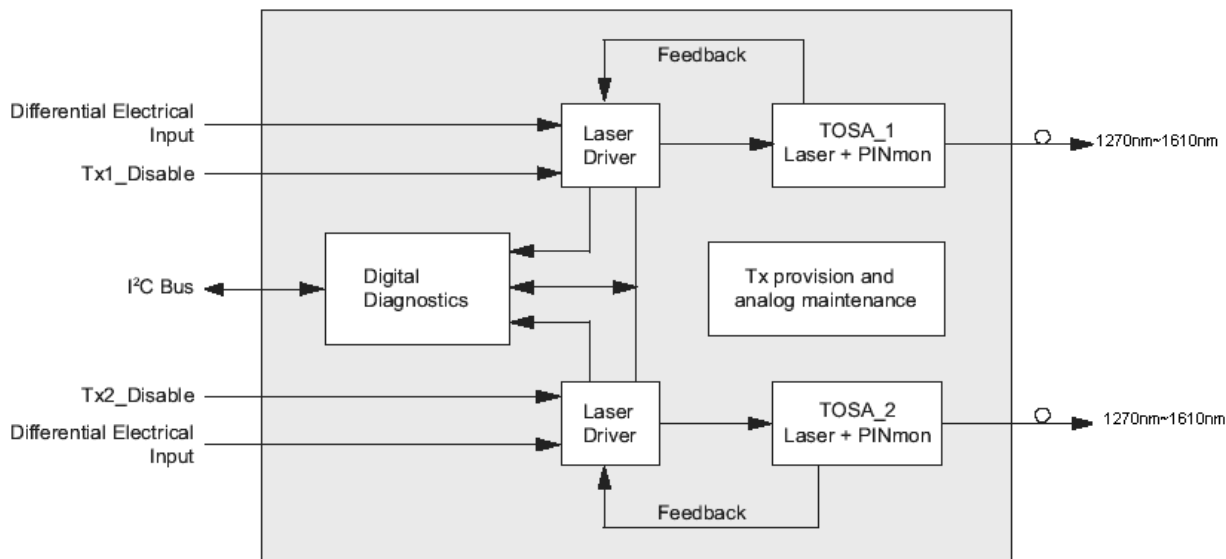 Feedback
Differential Electrical
Input
Tx1_Disable
Laser
Driver
TOSA_1
Laser + PINmon
1270nm~1610nm
I²C Bus
Digital
Diagnostics
Tx provision and
analog maintenance
Tx2_Disable
Differential Electrical
Input
Laser
Driver
TOSA_2
Laser + PINmon
1270nm~1610nm
Feedback